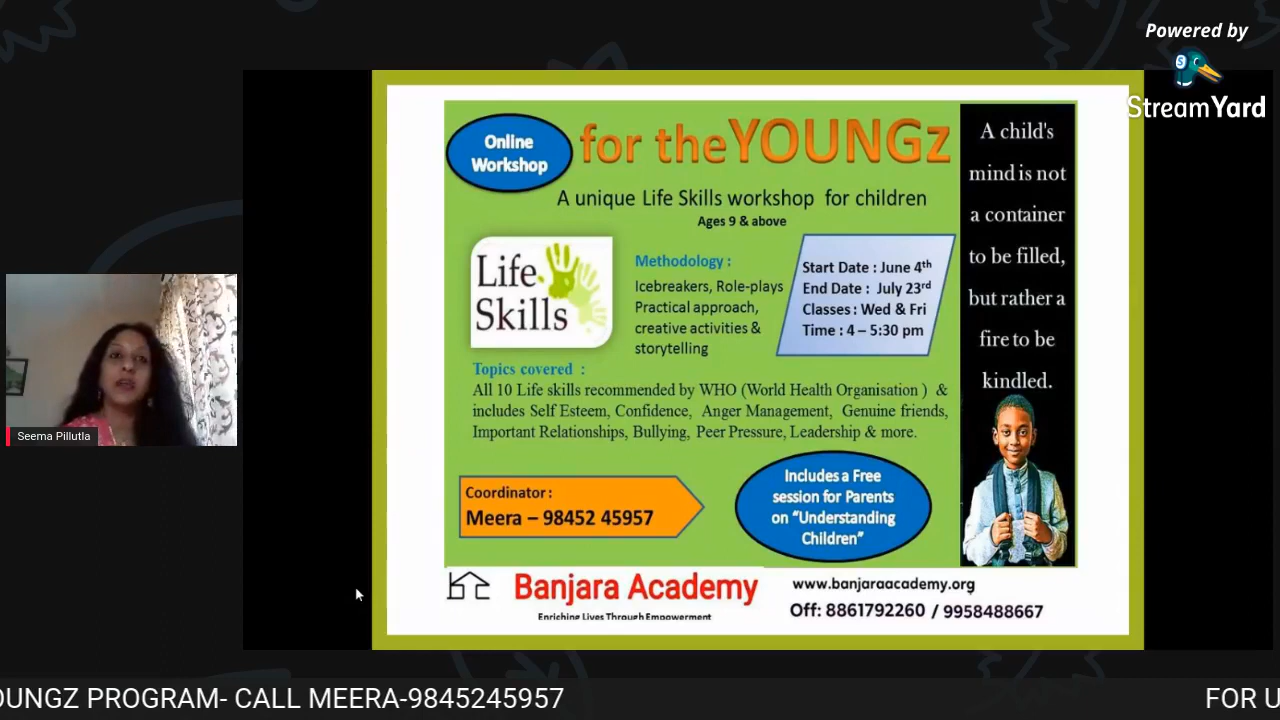 Powered by
StreamYard
Online
Workshop
for the YOUNGz
A unique Life Skills workshop for children
Ages 9 & above
Life
Skills
Methodology :
Icebreakers, Role-plays
Practical approach,
creative activities &
storytelling
Start Date : June 4th
End Date : July 23rd
Classes : Wed & Fri
Time : 4 – 5:30 pm
Topics covered :
All 10 Life skills recommended by WHO (World Health Organisation ) &
includes Self Esteem, Confidence, Anger Management, Genuine friends,
Important Relationships, Bullying, Peer Pressure, Leadership & more.
Coordinator :
Meera – 98452 45957
Includes a Free
session for Parents
on “Understanding
Children”
A child's
mind is not
a container
to be filled,
but rather a
fire to be
kindled.
Banjara Academy
Enriching Lives Through Empowerment
www.banjaraacademy.org
Off: 8861792260 / 9958488667
Seema Pillutla
OUNGZ PROGRAM- CALL MEERA-9845245957
FOR U